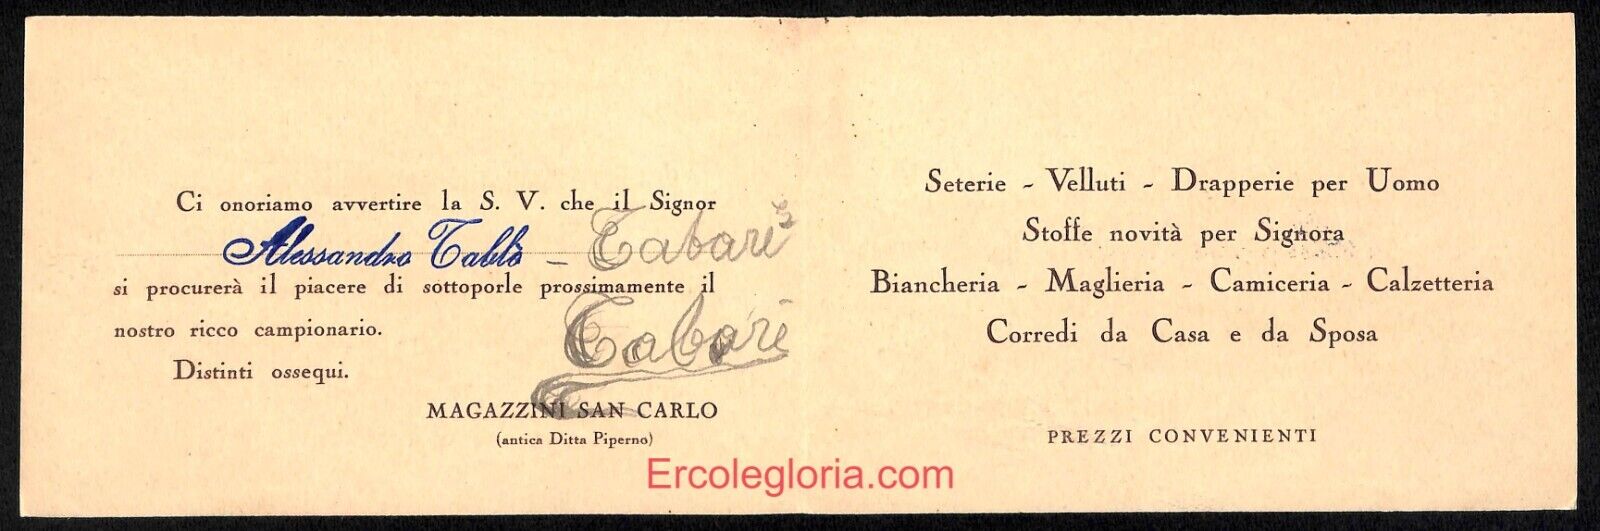 Ci onoriamo avvertire la S. V. che il Signor
Alessandro Tablò - Tabari
si procurerà il piacere di sottoporle prossimamente il
nostro ricco campionario.
Tabari
Distinti ossequi.
MAGAZZINI SAN CARLO
(antica Ditta Piperno)
Seterie - Velluti - Drapperie per Uomo
Stoffe novità per Signora
Biancheria - Maglieria - Camiceria - Calzetteria
Corredi da Casa e da Sposa
PREZZI CONVENIENTI
Ercolegloria.com